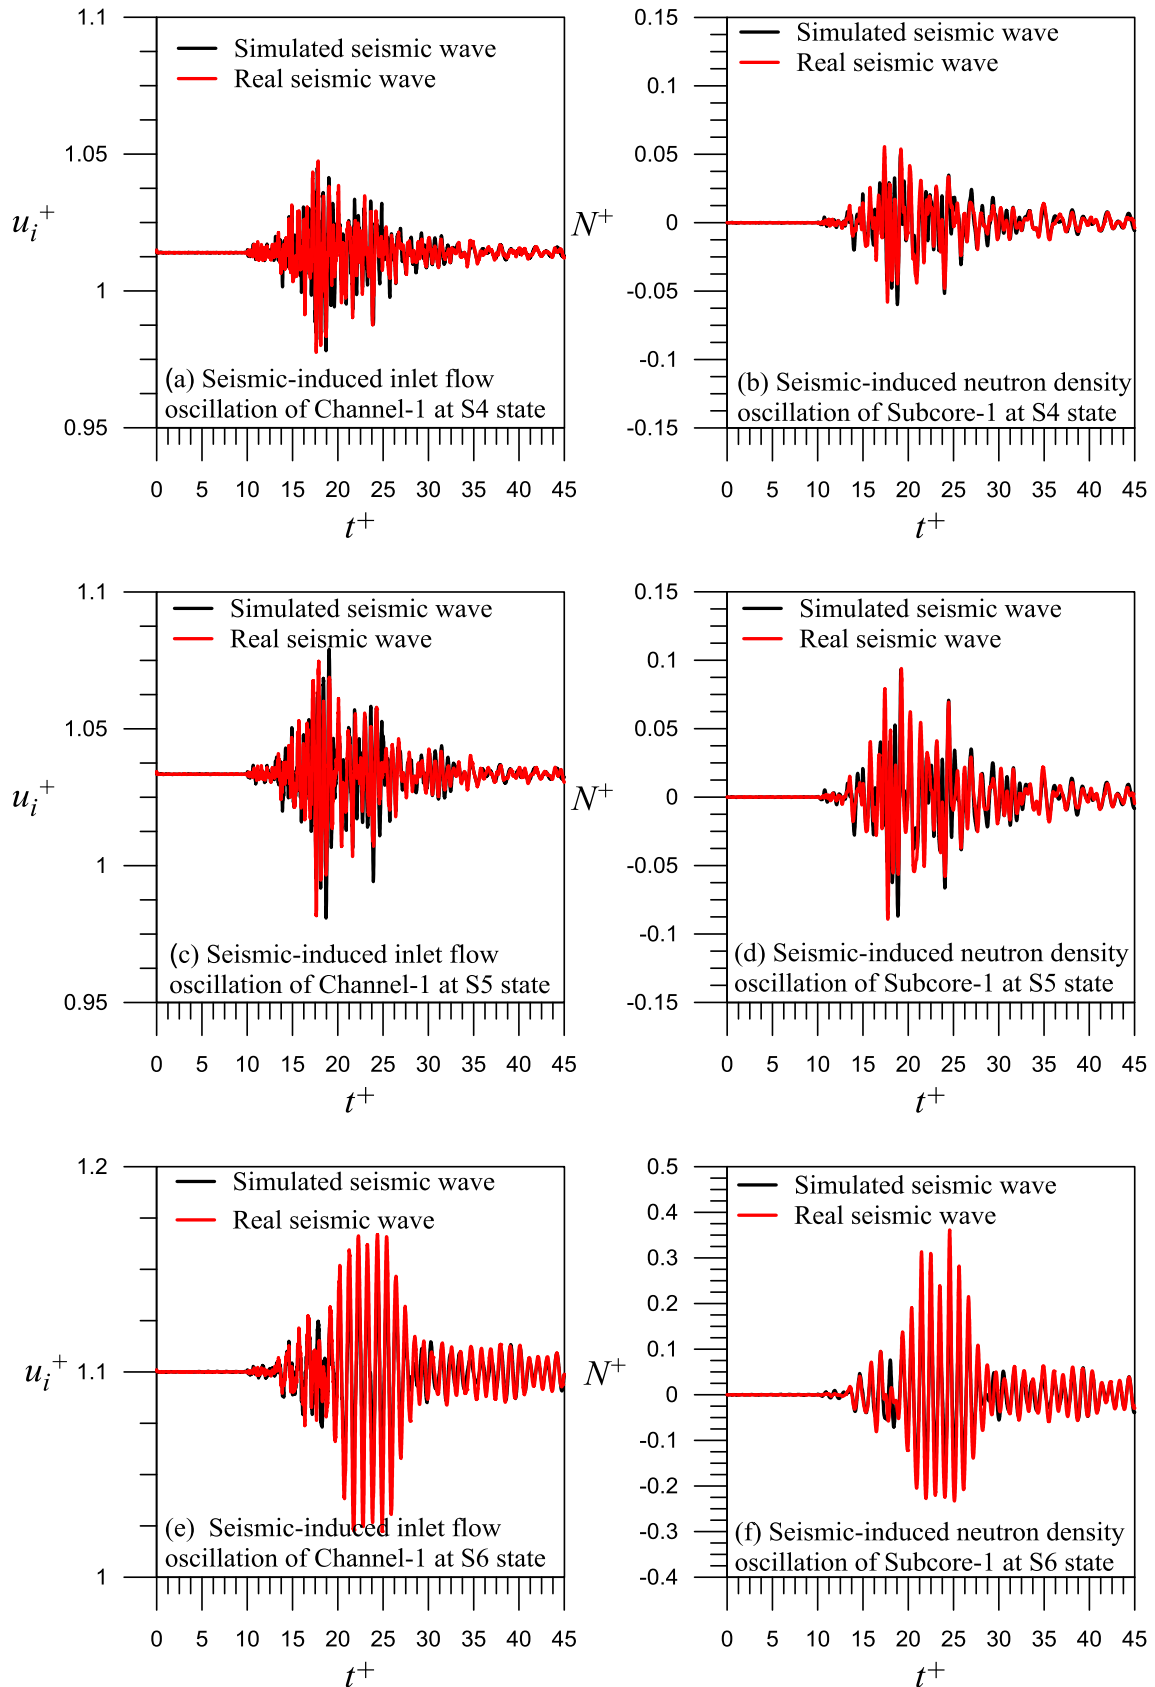 1.1
1.05
1
0.95
u_i^+
Simulated seismic wave
Real seismic wave
(a) Seismic-induced inlet flow
oscillation of Channel-1 at S4 state
0 5 10 15 20 25 30 35 40 45
t^+
0.15
0.1
0.05
0
-0.05
-0.1
-0.15
N^+
Simulated seismic wave
Real seismic wave
(b) Seismic-induced neutron density
oscillation of Subcore-1 at S4 state
0 5 10 15 20 25 30 35 40 45
t^+
1.1
1.05
1
0.95
u_i^+
Simulated seismic wave
Real seismic wave
(c) Seismic-induced inlet flow
oscillation of Channel-1 at S5 state
0 5 10 15 20 25 30 35 40 45
t^+
0.15
0.1
0.05
0
-0.05
-0.1
-0.15
N^+
Simulated seismic wave
Real seismic wave
(d) Seismic-induced neutron density
oscillation of Subcore-1 at S5 state
0 5 10 15 20 25 30 35 40 45
t^+
1.2
1.1
1
u_i^+
Simulated seismic wave
Real seismic wave
(e) Seismic-induced inlet flow
oscillation of Channel-1 at S6 state
0 5 10 15 20 25 30 35 40 45
t^+
0.5
0.4
0.3
0.2
0.1
0
-0.1
-0.2
-0.3
-0.4
N^+
Simulated seismic wave
Real seismic wave
(f) Seismic-induced neutron density
oscillation of Subcore-1 at S6 state
0 5 10 15 20 25 30 35 40 45
t^+